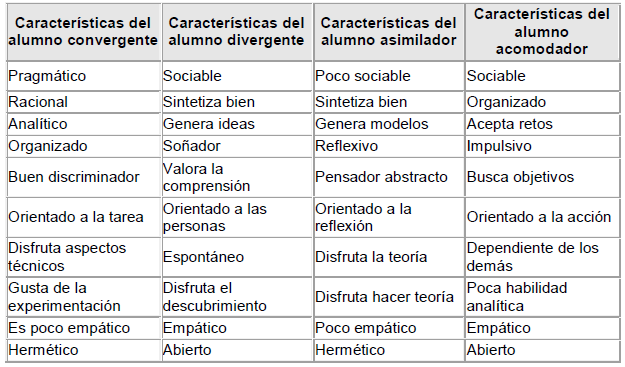 Características del alumno convergente | Características del alumno divergente | Características del alumno asimilador | Características del alumno acomodador
Pragmático | Sociable | Poco sociable | Sociable
Racional | Sintetiza bien | Sintetiza bien | Organizado
Analítico | Genera ideas | Genera modelos | Acepta retos
Organizado | Soñador | Reflexivo | Impulsivo
Buen discriminador | Valora la comprensión | Pensador abstracto | Busca objetivos
Orientado a la tarea | Orientado a las personas | Orientado a la reflexión | Orientado a la acción
Disfruta aspectos técnicos | Espontáneo | Disfruta la teoría | Dependiente de los demás
Gusta de la experimentación | Disfruta el descubrimiento | Disfruta hacer teoría | Poca habilidad analítica
Es poco empático | Empático | Poco empático | Empático
Hermético | Abierto | Hermético | Abierto